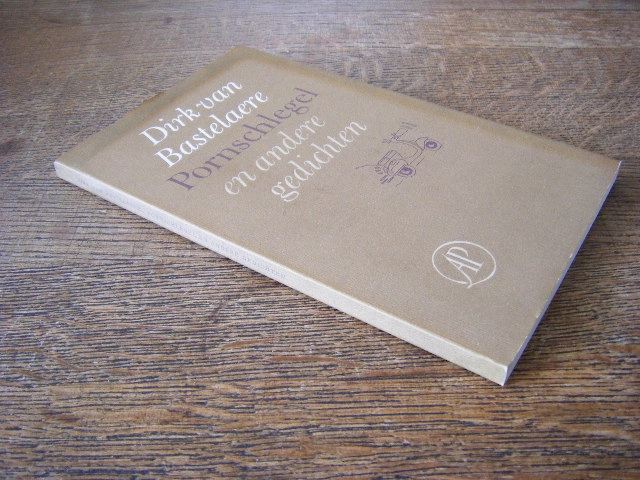 Dirk van
Bastelaere
Pornschlegel
en andere
gedichten
AP